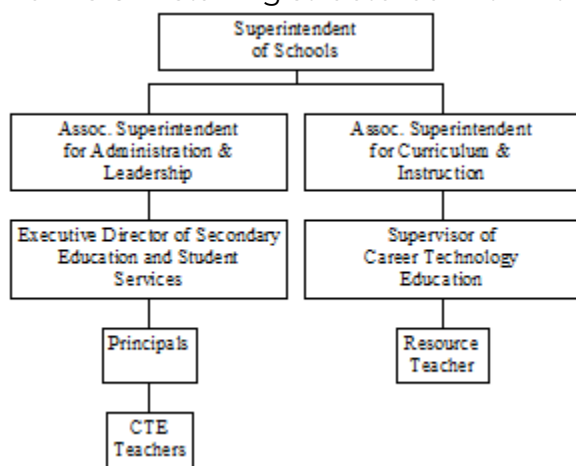 Superintendent
of Schools
Assoc. Superintendent
for Administration &
Leadership
Assoc. Superintendent
for Curriculum &
Instruction
Executive Director of Secondary
Education and Student
Services
Supervisor of
Career Technology
Education
Principals
Resource
Teacher
CTE
Teachers